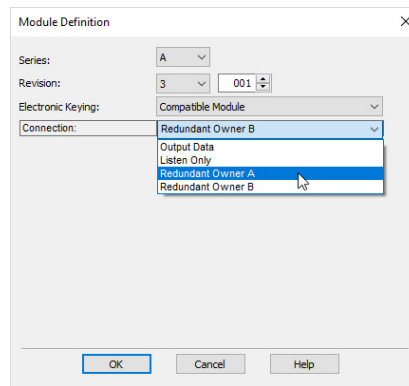 Module Definition
Series: A
Revision: 3 001
Electronic Keying: Compatible Module
Connection: Redundant Owner B
Output Data
Listen Only
Redundant Owner A
Redundant Owner B
OK Cancel Help